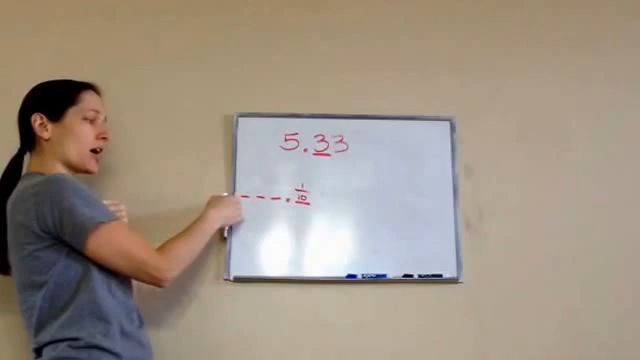 5.33
_ _ _ . 1/10